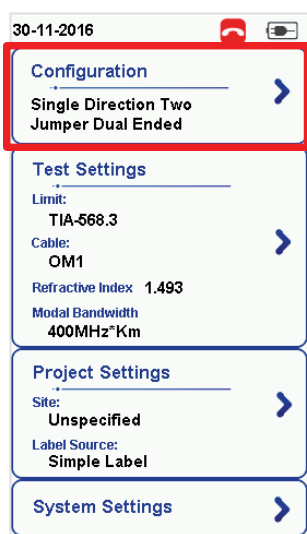 30-11-2016
Configuration
Single Direction Two
Jumper Dual Ended
Test Settings
Limit:
TIA-568.3
Cable:
OM1
Refractive Index 1.493
Modal Bandwidth
400MHz*Km
Project Settings
Site:
Unspecified
Label Source:
Simple Label
System Settings